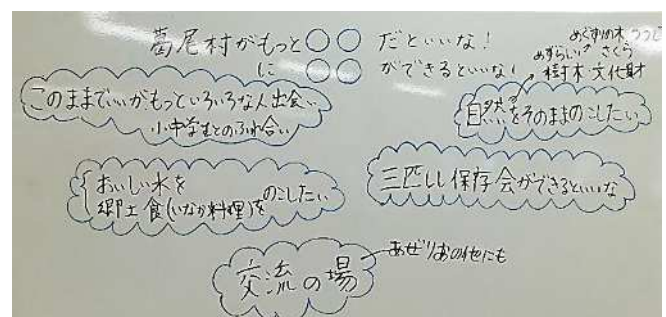 葛尾村がもっと〇〇だといいな！
に〇〇ができるといいな！
めぐすりの木 つつじ
めずらしい さくら
樹木 文化財
このままでいいがもっといろいろな人出会い
小中学生とのふれ合い
自然をそのままのこしたい
おいしい水を
郷土食(いなか料理)を
のこしたい
三匹しし保存会ができるといいな
交流の場
あぜりあの他にも